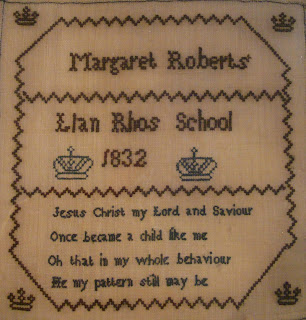 Margaret Roberts
Llan Rhos School
1832
Jesus Christ my Lord and Saviour
Once became a child like me
Oh that in my whole behaviour
He my pattern still may be